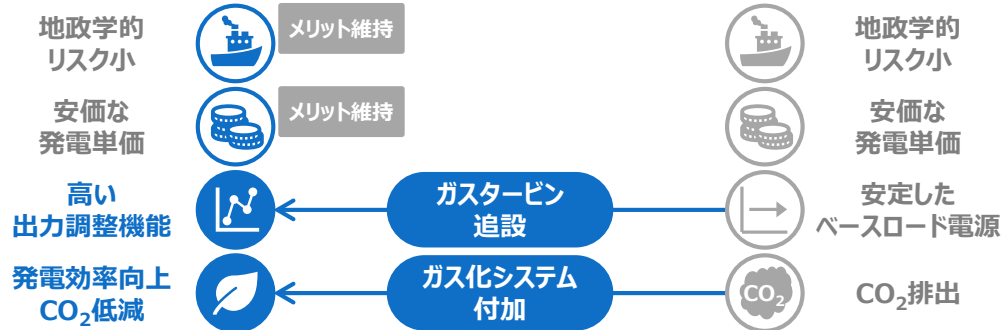 地政学的
リスク小
メリット維持
地政学的
リスク小
安価な
発電単価
メリット維持
安価な
発電単価
高い
出力調整機能
ガスタービン
追設
安定した
ベースロード電源
発電効率向上
CO₂低減
ガス化システム
付加
CO₂
CO₂排出